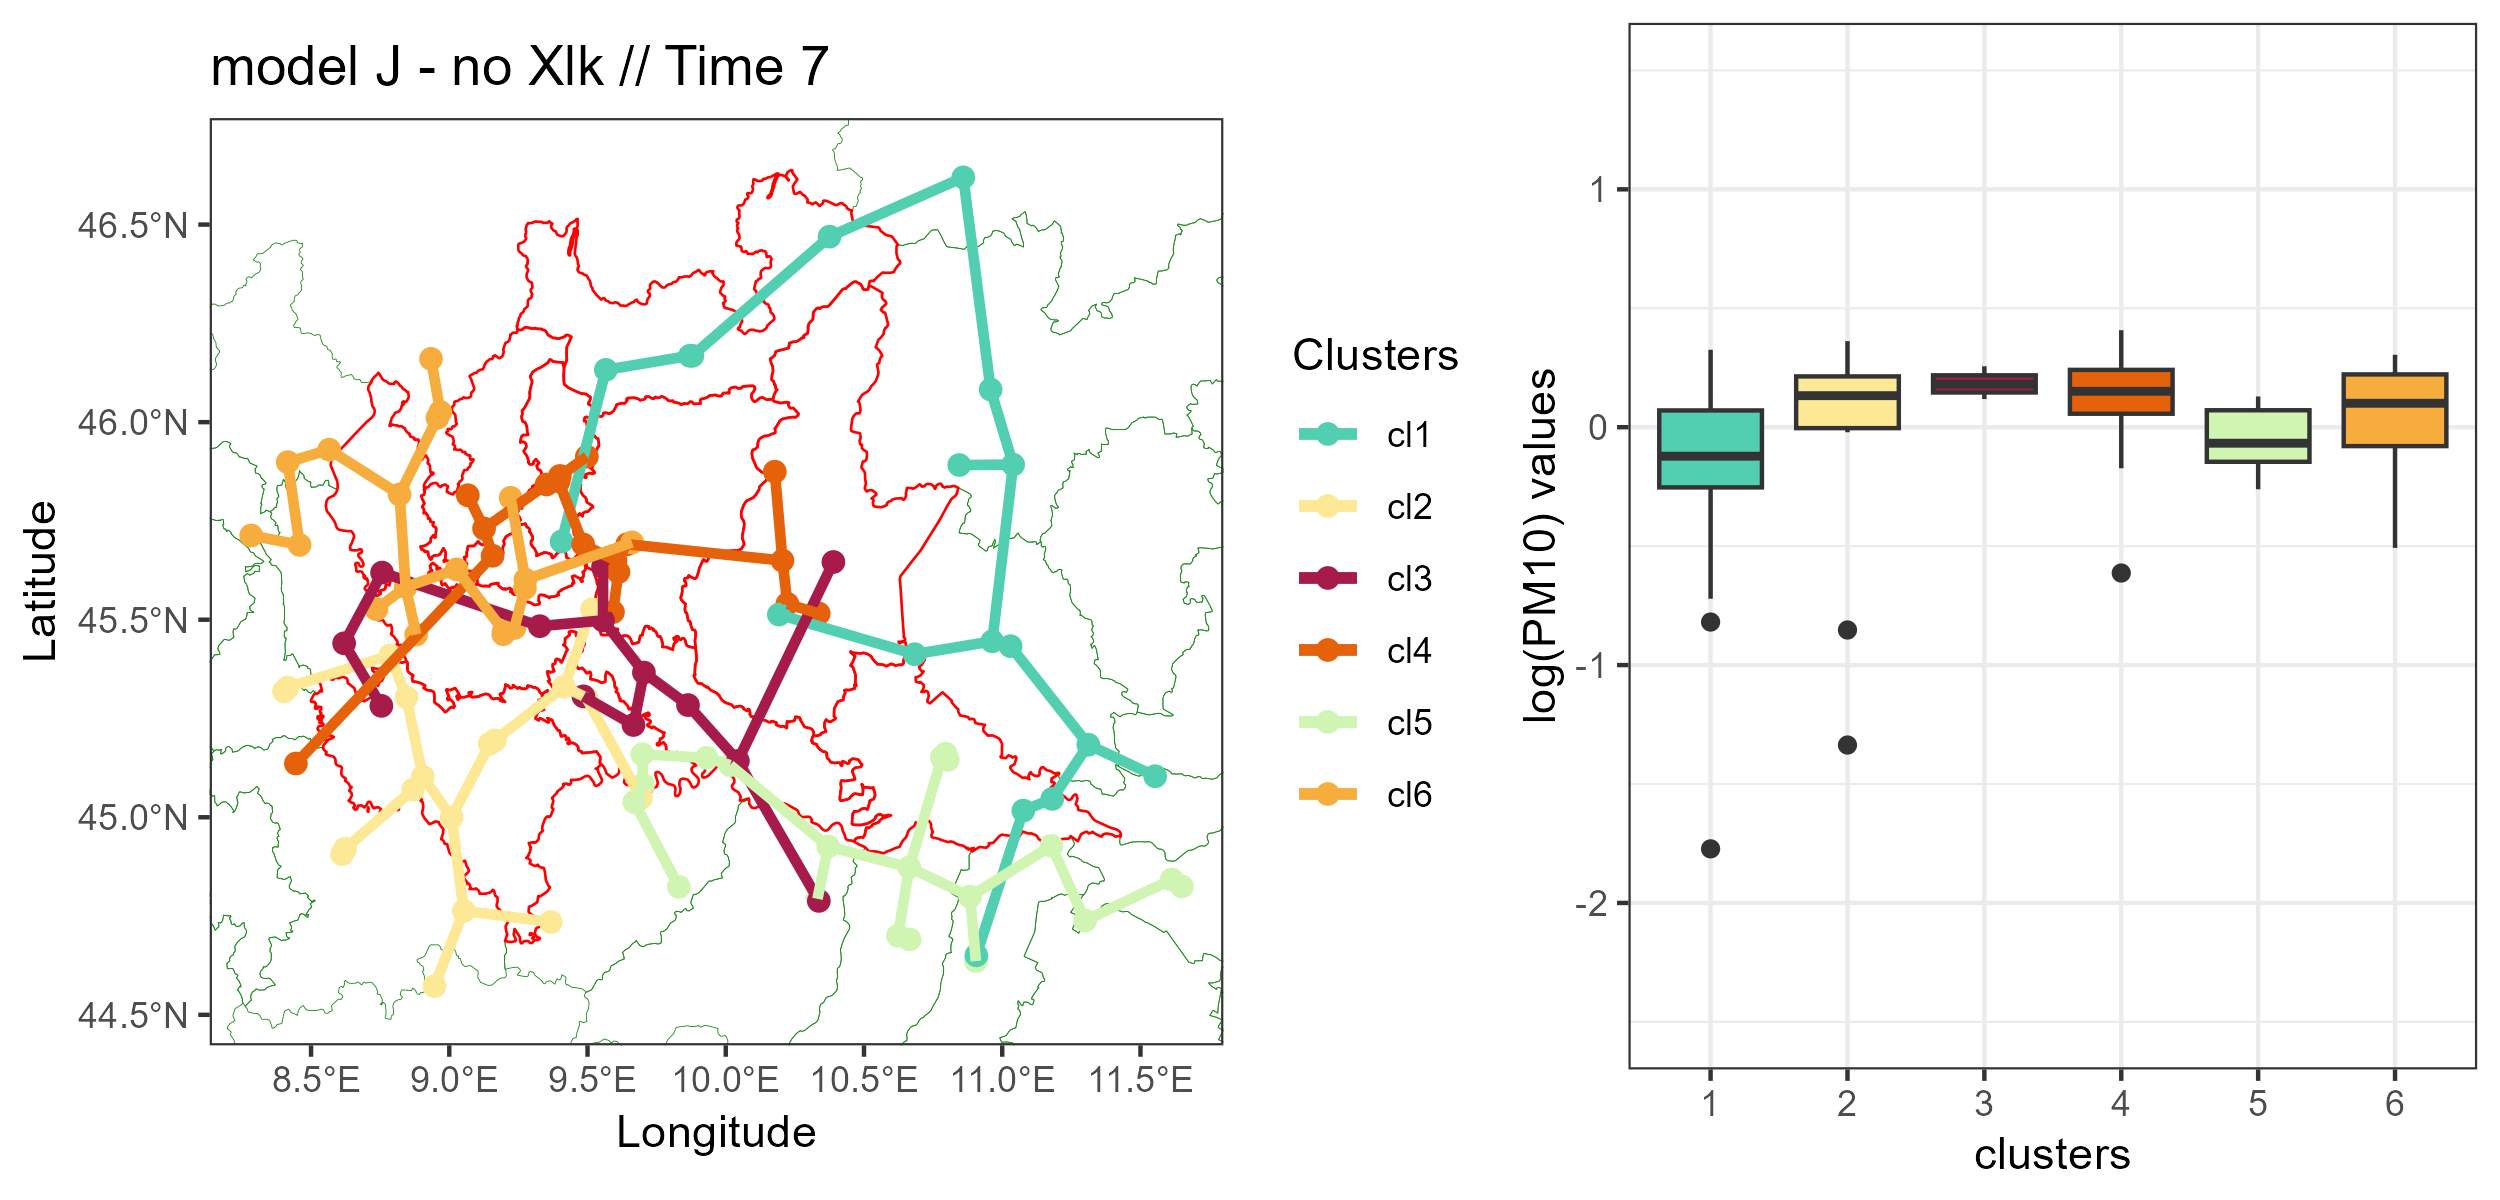 model J - no Xlk // Time 7
46.5°N
46.0°N
45.5°N
45.0°N
44.5°N
Latitude
8.5°E 9.0°E 9.5°E 10.0°E 10.5°E 11.0°E 11.5°E
Longitude
Clusters
cl1
cl2
cl3
cl4
cl5
cl6
log(PM10) values
1
0
-1
-2
1 2 3 4 5 6
clusters